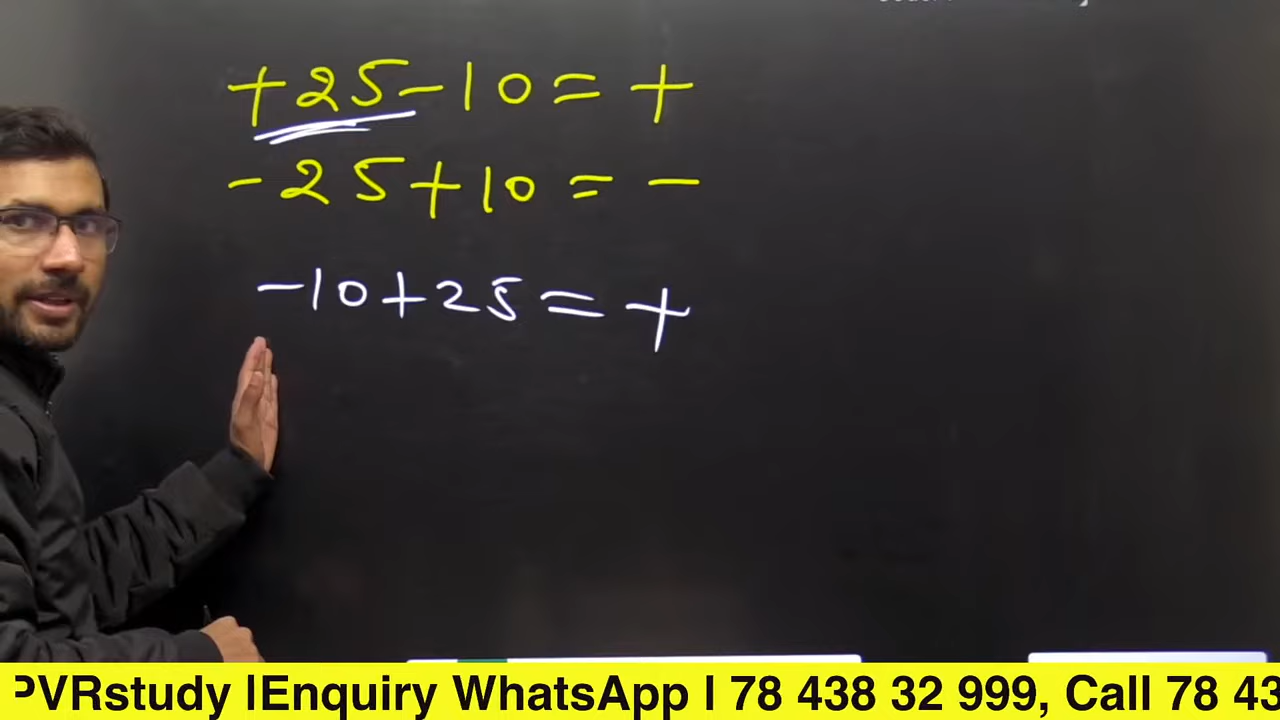 +25-10=+
-25+10=-
-10+25=+
PVRstudy |Enquiry WhatsApp | 78 438 32 999, Call 78 43